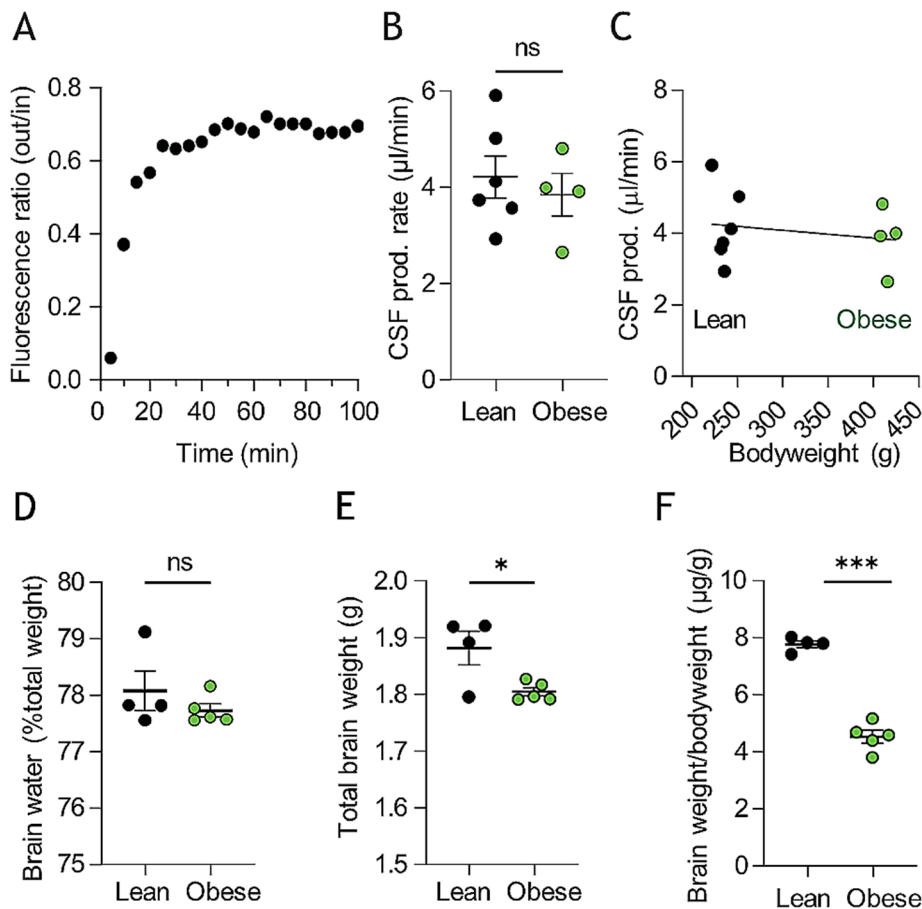 A
Fluorescence ratio (out/in)
0.8
0.6
0.4
0.2
0.0
0 20 40 60 80 100
Time (min)
B
ns
CSF prod. rate (µl/min)
6
4
2
0
Lean Obese
C
CSF prod. (µl/min)
8
6
4
2
0
Lean Obese
200 250 300 350 400 450
Bodyweight (g)
D
ns
Brain water (%total weight)
80
79
78
77
76
75
Lean Obese
E
*
Total brain weight (g)
2.0
1.9
1.8
1.7
1.6
1.5
Lean Obese
F
***
Brain weight/bodyweight (µg/g)
10
8
6
4
2
0
Lean Obese